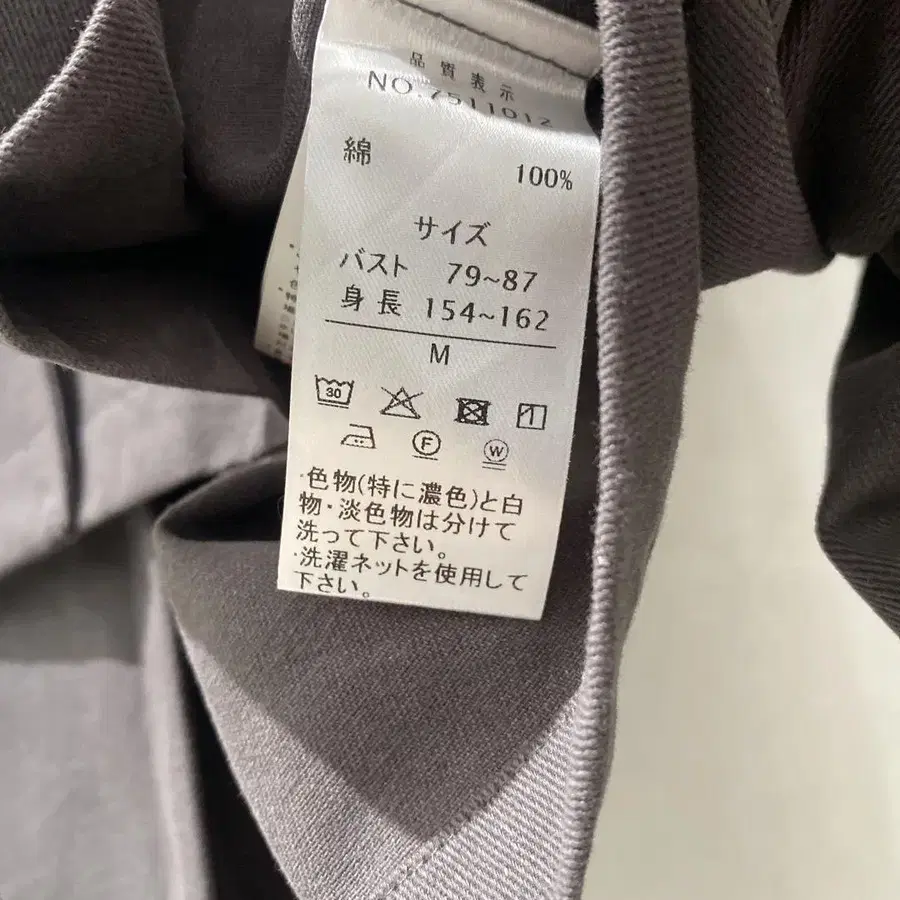 品質表示
NO.7511012
綿 100%
サイズ
バスト 79~87
身長 154~162
M
30
F W
·色物(特に濃色)と白
物・淡色物は分けて
洗って下さい。
·洗濯ネットを使用して
下さい。